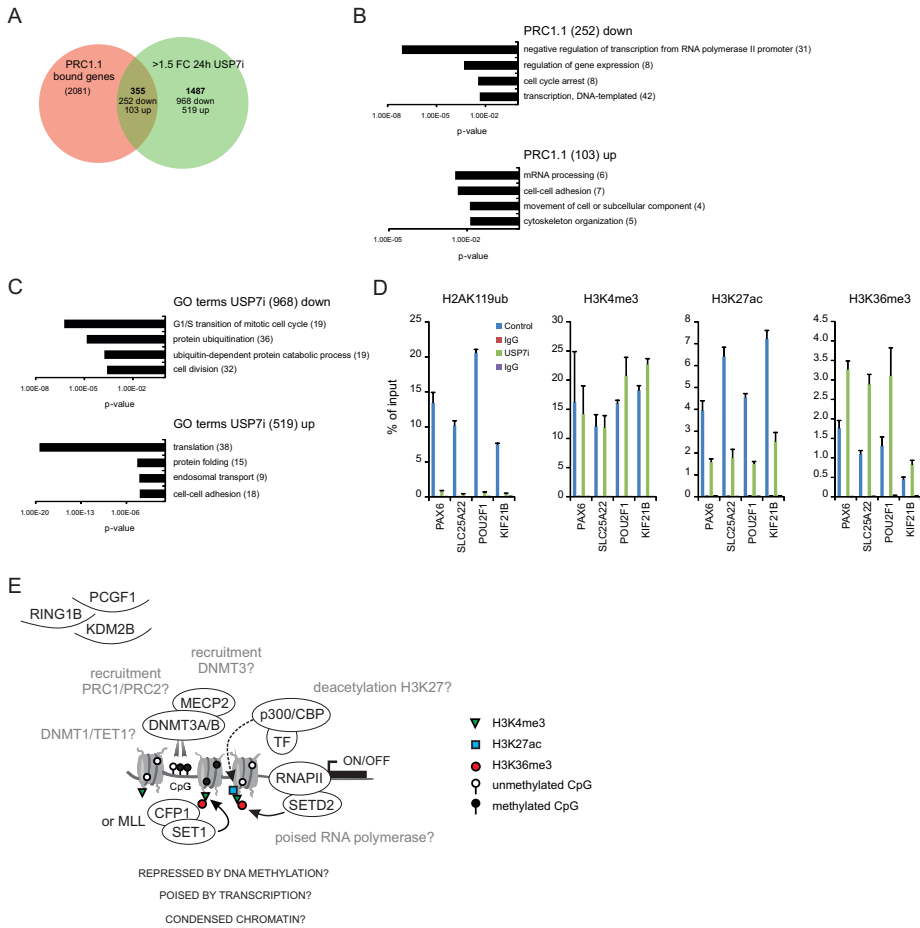 A
PRC1.1
bound genes
(2081)
>1.5 FC 24h USP7i
355
252 down
103 up
1487
968 down
519 up
B
PRC1.1 (252) down
negative regulation of transcription from RNA polymerase II promoter (31)
regulation of gene expression (8)
cell cycle arrest (8)
transcription, DNA-templated (42)
1.00E-08
1.00E-05
1.00E-02
p-value
PRC1.1 (103) up
mRNA processing (6)
cell-cell adhesion (7)
movement of cell or subcellular component (4)
cytoskeleton organization (5)
1.00E-05
1.00E-02
p-value
C
GO terms USP7i (968) down
G1/S transition of mitotic cell cycle (19)
protein ubiquitination (36)
ubiquitin-dependent protein catabolic process (19)
cell division (32)
1.00E-08
1.00E-05
1.00E-02
p-value
GO terms USP7i (519) up
translation (38)
protein folding (15)
endosomal transport (9)
cell-cell adhesion (18)
1.00E-20
1.00E-13
1.00E-06
p-value
D
% of input
H2AK119ub
25
20
15
10
5
0
Control
IgG
USP7i
IgG
PAX6
SLC25A22
POU2F1
KIF21B
H3K4me3
30
25
20
15
10
5
0
PAX6
SLC25A22
POU2F1
KIF21B
H3K27ac
8
7
6
5
4
3
2
1
0
PAX6
SLC25A22
POU2F1
KIF21B
H3K36me3
4.5
4.0
3.5
3.0
2.5
2.0
1.5
1.0
0.5
0
PAX6
SLC25A22
POU2F1
KIF21B
E
PCGF1
RING1B
KDM2B
recruitment
DNMT3?
recruitment
PRC1/PRC2?
deacetylation H3K27?
MECP2
DNMT3A/B
DNMT1/TET1?
p300/CBP
TF
ON/OFF
RNAPII
SETD2
CpG
CFP1
or MLL
SET1
poised RNA polymerase?
H3K4me3
H3K27ac
H3K36me3
unmethylated CpG
methylated CpG
REPRESSED BY DNA METHYLATION?
POISED BY TRANSCRIPTION?
CONDENSED CHROMATIN?